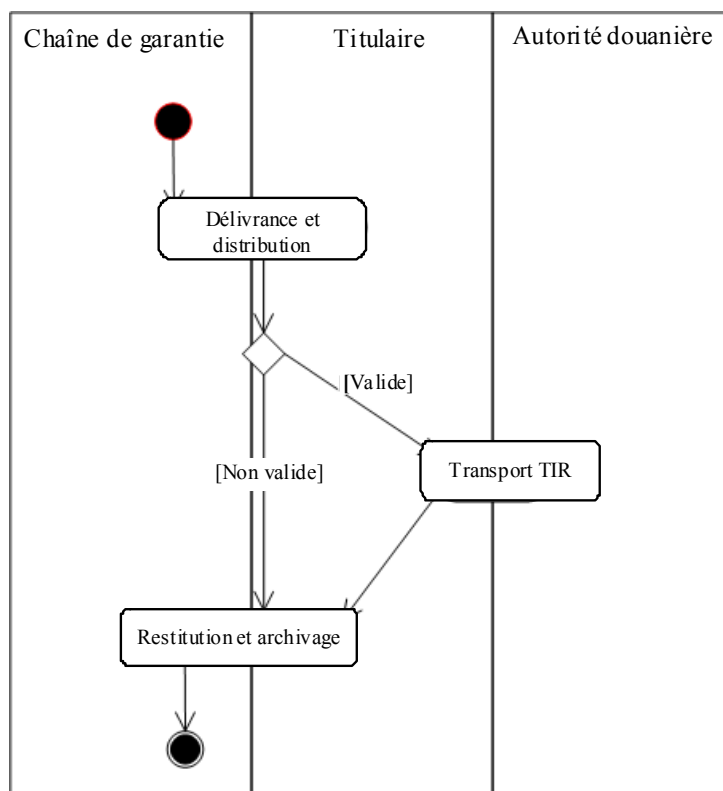 Chaîne de garantie
Titulaire
Autorité douanière
Délivrance et
distribution
[Valide]
Transport TIR
[Non valide]
Restitution et archivage